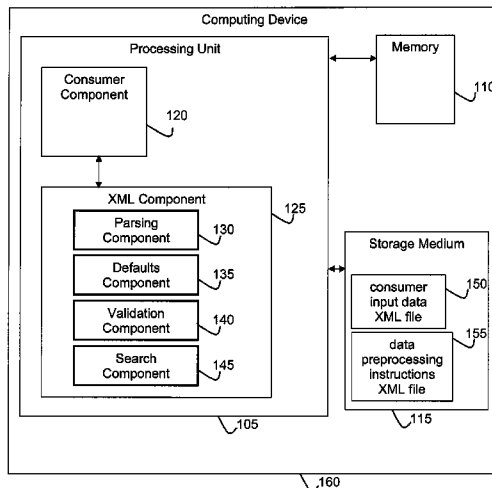 Computing Device
Processing Unit
Consumer
Component
120
XML Component
125
Parsing
Component
130
Defaults
Component
135
Validation
Component
140
Search
Component
145
105
Memory
110
Storage Medium
consumer
input data
XML file
150
155
data
preprocessing
instructions
XML file
115
160